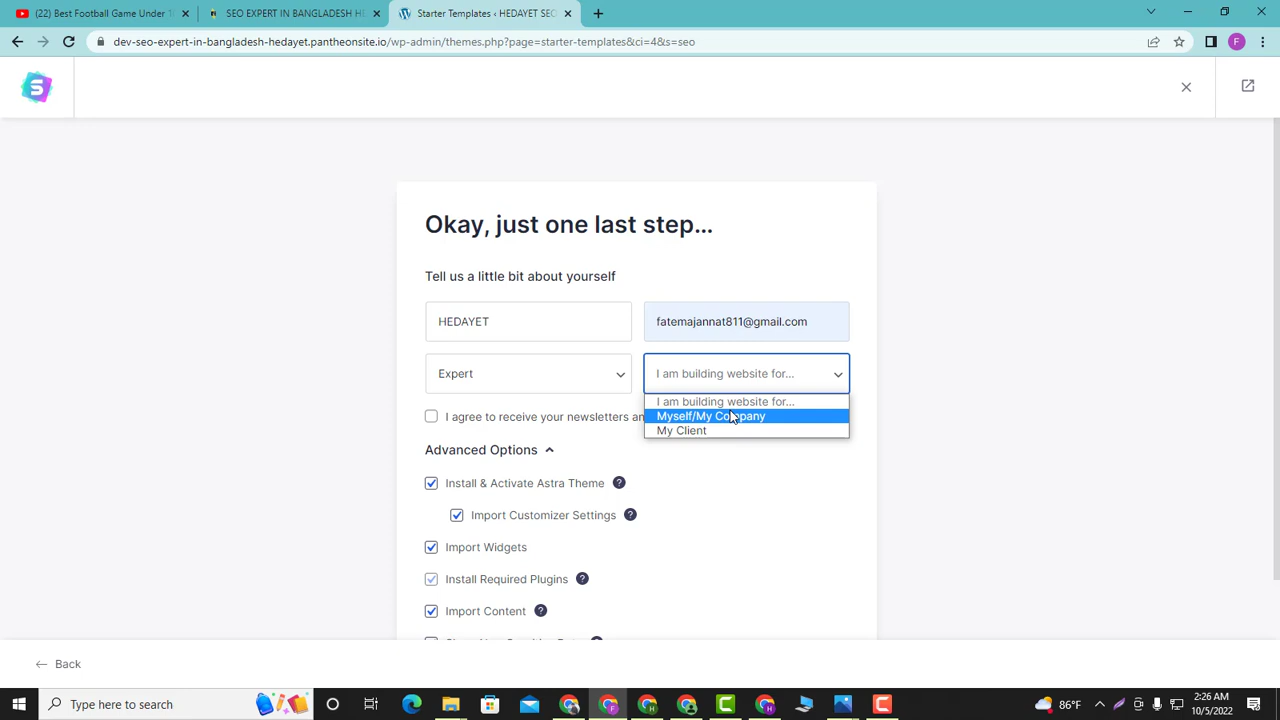 (22) Best Football Game Under 1
SEO EXPERT IN BANGLADESH HE
Starter Templates ‹ HEDAYET SEO
dev-seo-expert-in-bangladesh-hedayet.pantheonsite.io/wp-admin/themes.php?page=starter-templates&ci=4&s=seo
F
S
Okay, just one last step...
Tell us a little bit about yourself
HEDAYET
fatemajannat811@gmail.com
Expert
I am building website for...
I am building website for...
I agree to receive your newsletters an
Myself/My Company
My Client
Advanced Options
Install & Activate Astra Theme ?
Import Customizer Settings ?
Import Widgets
Install Required Plugins ?
Import Content ?
Back
Type here to search
86°F
2:26 AM
10/5/2022